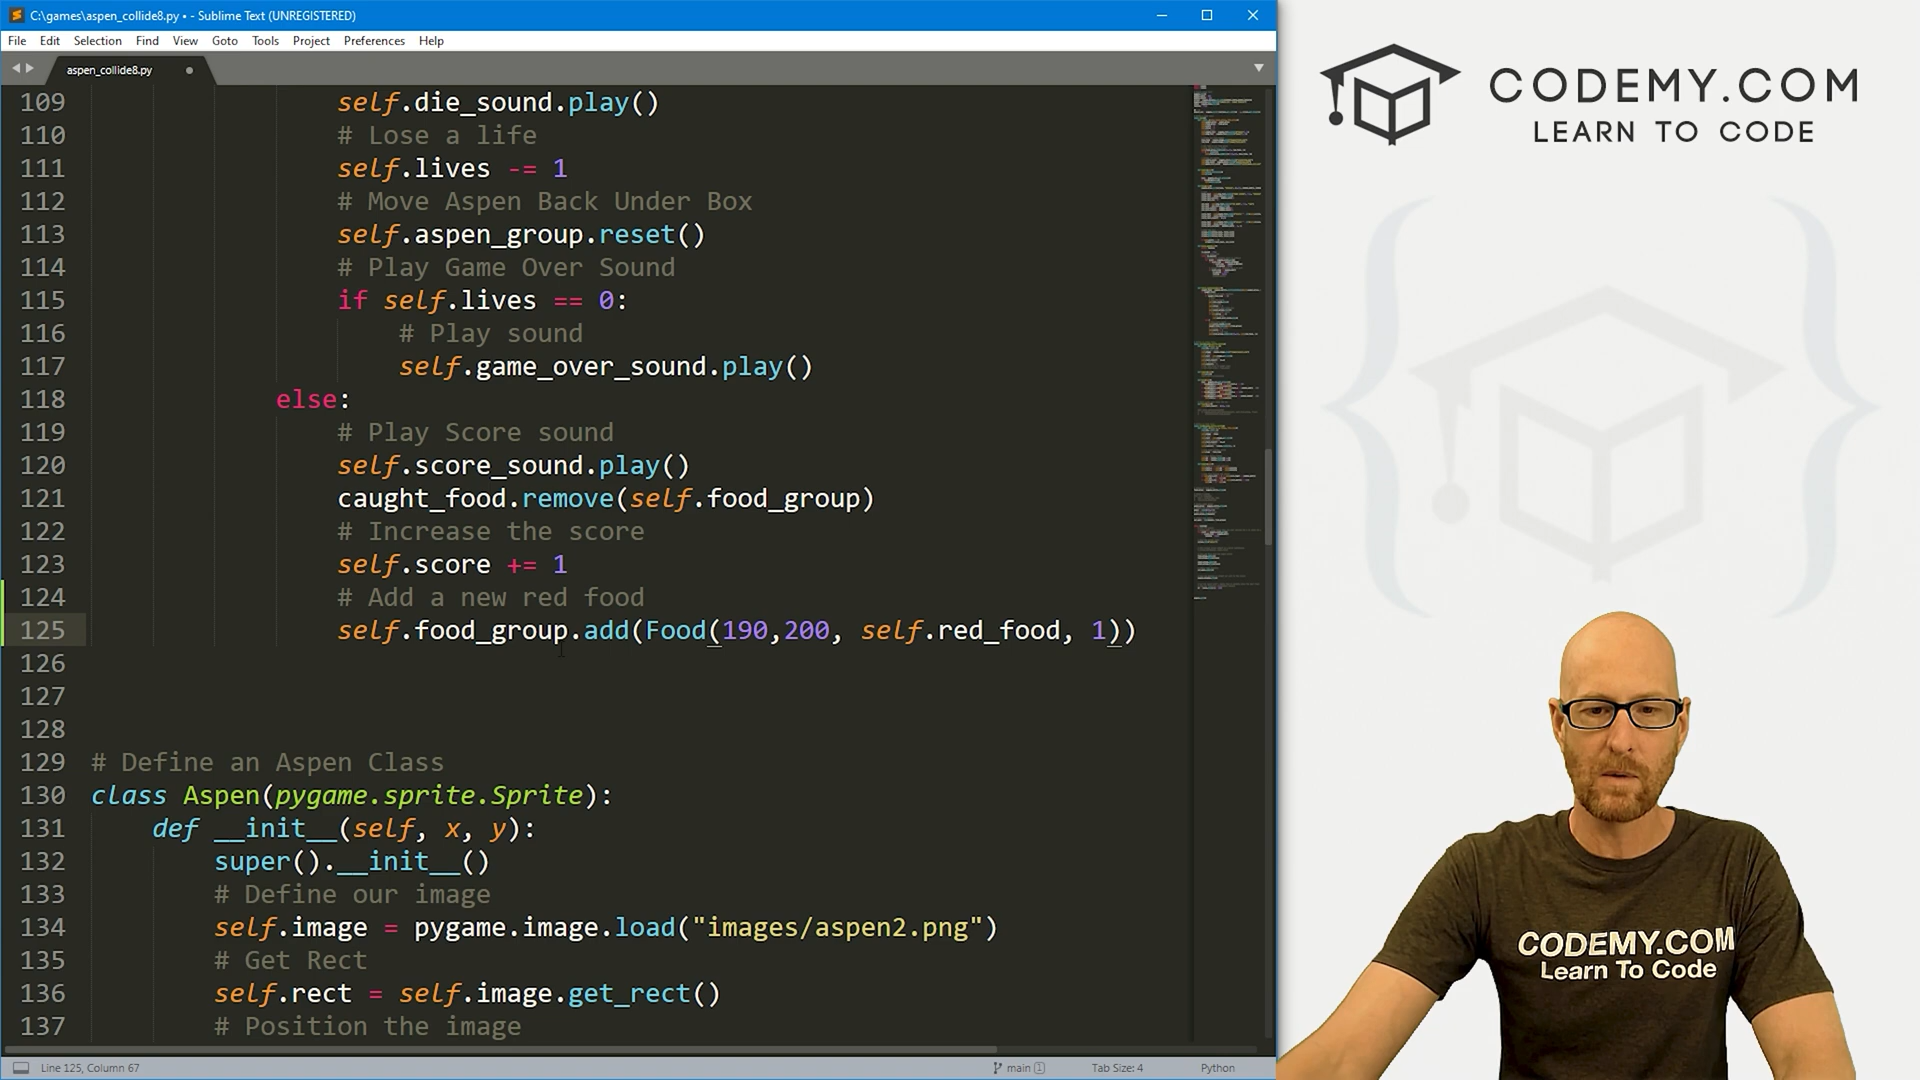 C:\games\aspen_collide8.py • - Sublime Text (UNREGISTERED)
File Edit Selection Find View Goto Tools Project Preferences Help
aspen_collide8.py
109 self.die_sound.play()
110 # Lose a life
111 self.lives -= 1
112 # Move Aspen Back Under Box
113 self.aspen_group.reset()
114 # Play Game Over Sound
115 if self.lives == 0:
116 # Play sound
117 self.game_over_sound.play()
118 else:
119 # Play Score sound
120 self.score_sound.play()
121 caught_food.remove(self.food_group)
122 # Increase the score
123 self.score += 1
124 # Add a new red food
125 self.food_group.add(Food(190,200, self.red_food, 1))
126
127
128
129 # Define an Aspen Class
130 class Aspen(pygame.sprite.Sprite):
131 def __init__(self, x, y):
132 super().__init__()
133 # Define our image
134 self.image = pygame.image.load("images/aspen2.png")
135 # Get Rect
136 self.rect = self.image.get_rect()
137 # Position the image
Line 125, Column 67 main 1 Tab Size: 4 Python
CODEMY.COM
LEARN TO CODE
CODEMY.COM
Learn To Code